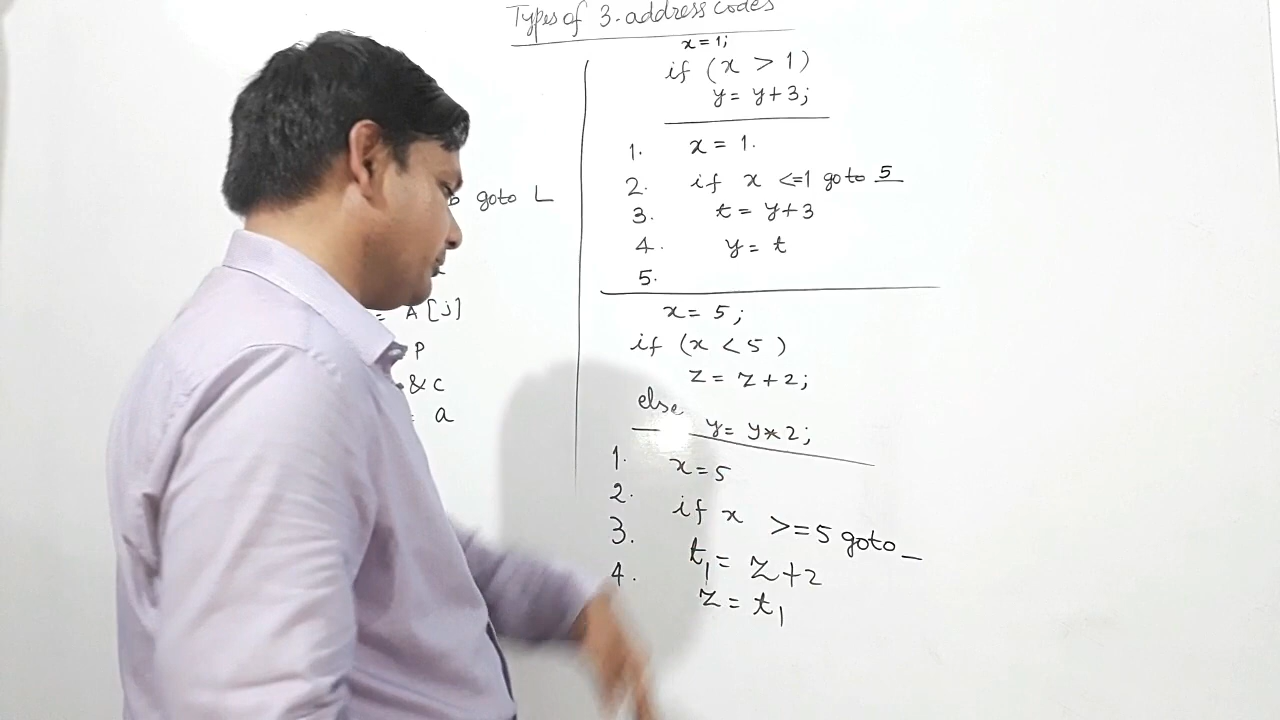 Types of 3-address codes
goto L
= A[j]
P
&c
= a
x=1;
if (x > 1)
y = y+3;
1. x = 1.
2. if x <=1 goto 5
3. t = y+3
4. y = t
5.
x = 5;
if (x < 5)
z = z+2;
else
y = y*2;
1. x=5
2. if x >=5 goto _
3. t1 = z+2
4. z = t1